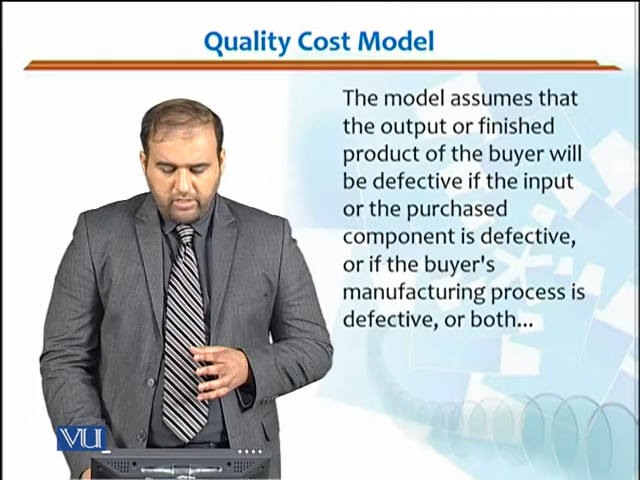 Quality Cost Model
The model assumes that
the output or finished
product of the buyer will
be defective if the input
or the purchased
component is defective,
or if the buyer's
manufacturing process is
defective, or both...
VU